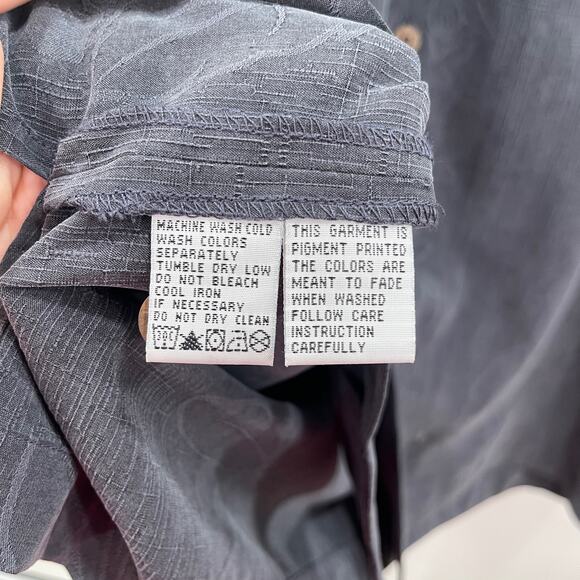 MACHINE WASH COLD
WASH COLORS
SEPARATELY
TUMBLE DRY LOW
DO NOT BLEACH
COOL IRON
IF NECESSARY
DO NOT DRY CLEAN
THIS GARMENT IS
PIGMENT PRINTED
THE COLORS ARE
MEANT TO FADE
WHEN WASHED
FOLLOW CARE
INSTRUCTION
CAREFULLY